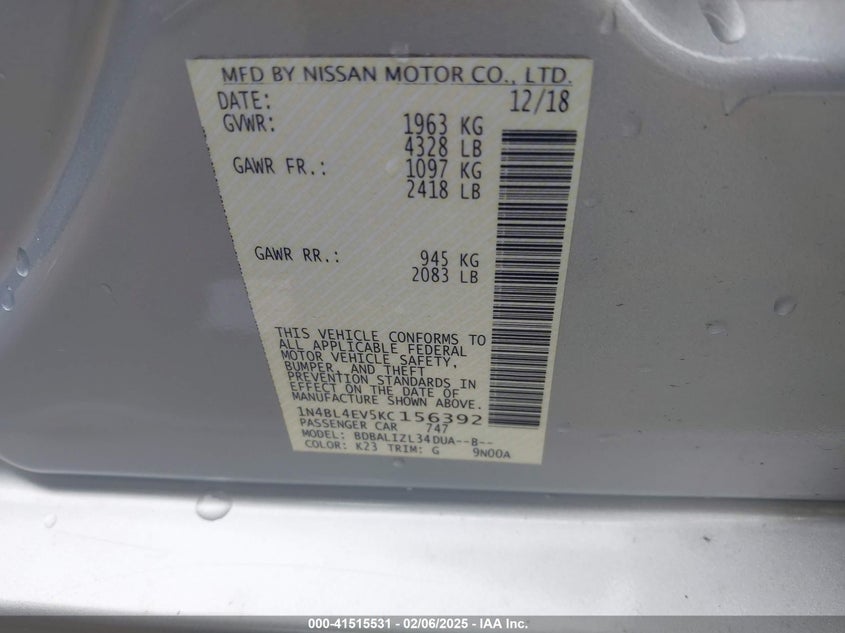 MFD BY NISSAN MOTOR CO., LTD.
DATE: 12/18
GVWR: 1963 KG
4328 LB
GAWR FR.: 1097 KG
2418 LB
GAWR RR.: 945 KG
2083 LB
THIS VEHICLE CONFORMS TO
ALL APPLICABLE FEDERAL
MOTOR VEHICLE SAFETY,
BUMPER, AND THEFT
PREVENTION STANDARDS IN
EFFECT ON THE DATE OF
MANUFACTURE SHOWN ABOVE.
1N4BL4EV5KC156392
PASSENGER CAR 747
MODEL: BDBALIZL34DUA--B--
COLOR: K23 TRIM: G 9N00A
000-41515531 - 02/06/2025 - IAA Inc.